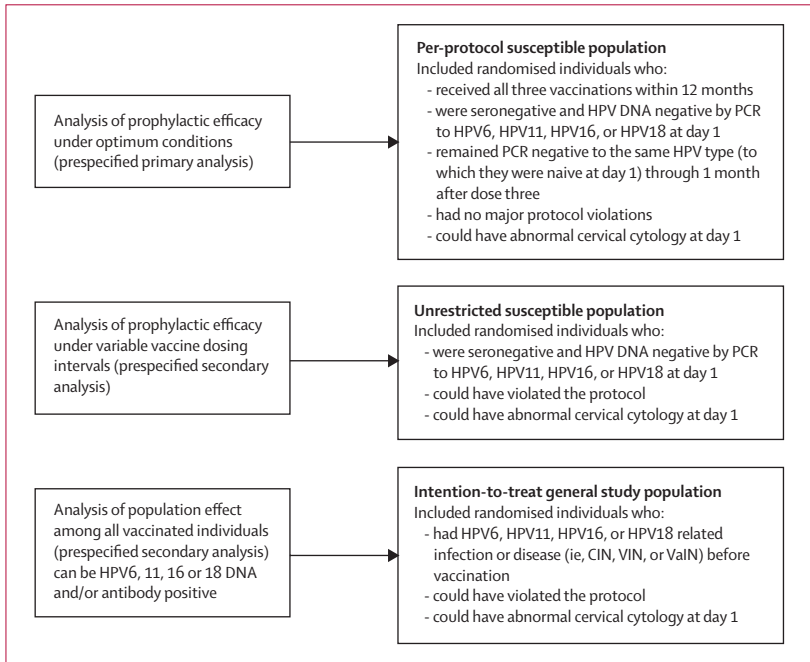 Analysis of prophylactic efficacy
under optimum conditions
(prespecified primary analysis)
Per-protocol susceptible population
Included randomised individuals who:
- received all three vaccinations within 12 months
- were seronegative and HPV DNA negative by PCR
to HPV6, HPV11, HPV16, or HPV18 at day 1
- remained PCR negative to the same HPV type (to
which they were naive at day 1) through 1 month
after dose three
- had no major protocol violations
- could have abnormal cervical cytology at day 1
Analysis of prophylactic efficacy
under variable vaccine dosing
intervals (prespecified secondary
analysis)
Unrestricted susceptible population
Included randomised individuals who:
- were seronegative and HPV DNA negative by PCR
to HPV6, HPV11, HPV16, or HPV18 at day 1
- could have violated the protocol
- could have abnormal cervical cytology at day 1
Analysis of population effect
among all vaccinated individuals
(prespecified secondary analysis)
can be HPV6, 11, 16 or 18 DNA
and/or antibody positive
Intention-to-treat general study population
Included randomised individuals who:
- had HPV6, HPV11, HPV16, or HPV18 related
infection or disease (ie, CIN, VIN, or VaIN) before
vaccination
- could have violated the protocol
- could have abnormal cervical cytology at day 1